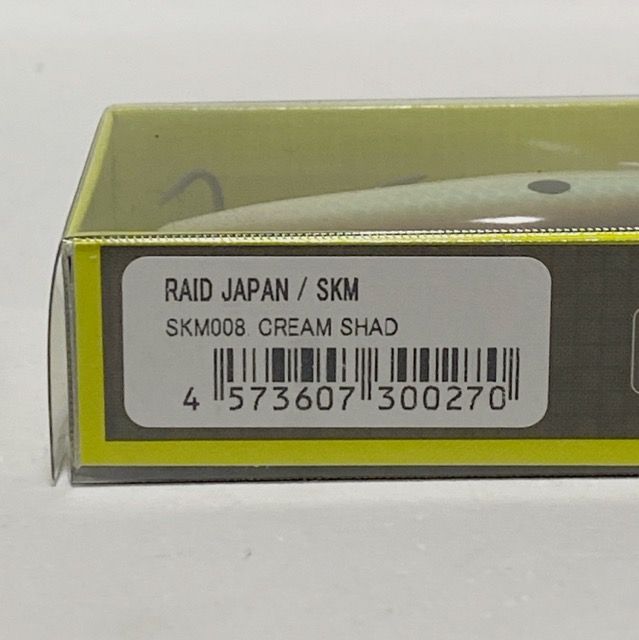 RAID JAPAN / SKM
SKM008. CREAM SHAD
4 573607 300270